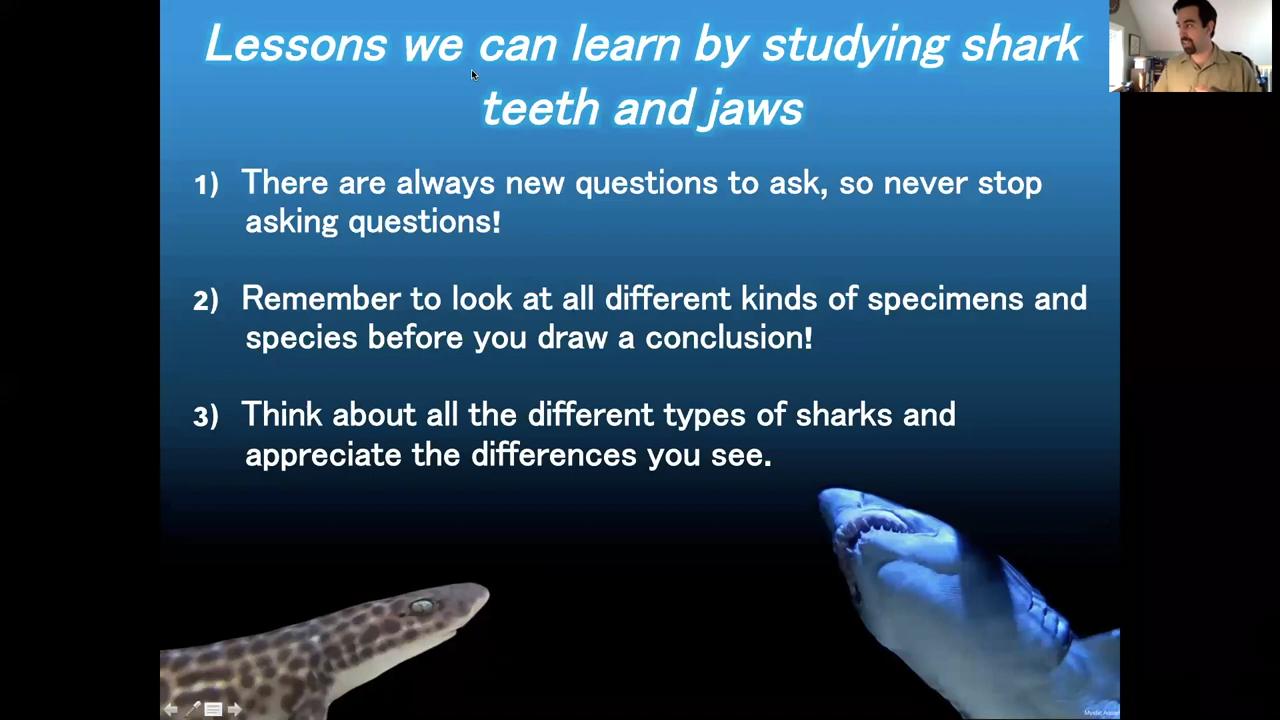 Lessons we can learn by studying shark
teeth and jaws
1) There are always new questions to ask, so never stop
asking questions!
2) Remember to look at all different kinds of specimens and
species before you draw a conclusion!
3) Think about all the different types of sharks and
appreciate the differences you see.